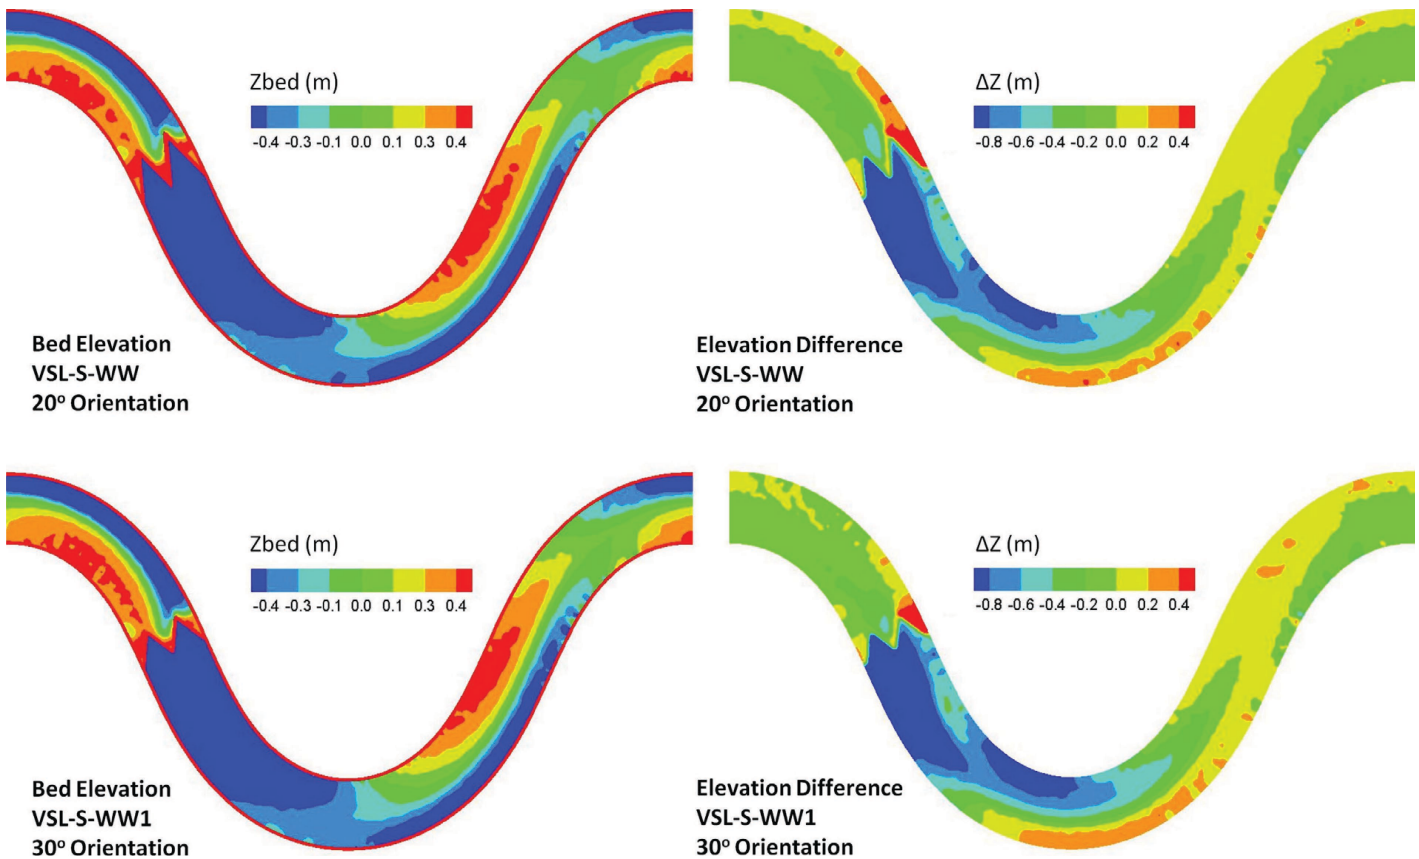 Zbed (m)
-0.4 -0.3 -0.1 0.0 0.1 0.3 0.4
Bed Elevation
VSL-S-WW
20º Orientation
ΔZ (m)
-0.8 -0.6 -0.4 -0.2 0.0 0.2 0.4
Elevation Difference
VSL-S-WW
20º Orientation
Zbed (m)
-0.4 -0.3 -0.1 0.0 0.1 0.3 0.4
Bed Elevation
VSL-S-WW1
30º Orientation
ΔZ (m)
-0.8 -0.6 -0.4 -0.2 0.0 0.2 0.4
Elevation Difference
VSL-S-WW1
30º Orientation